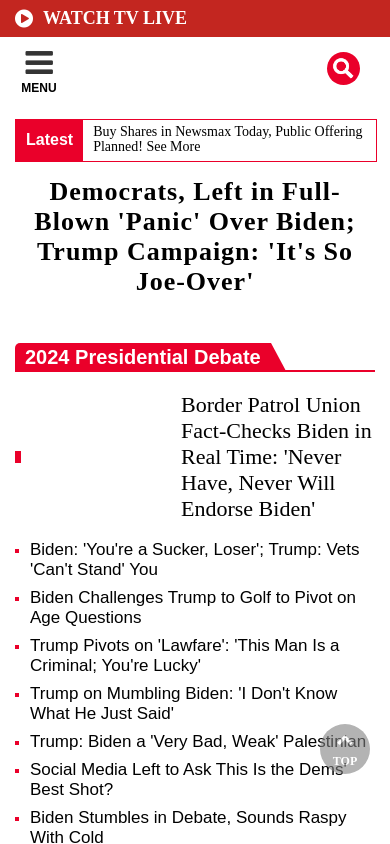 WATCH TV LIVE
MENU
Latest
Buy Shares in Newsmax Today, Public Offering
Planned! See More
Democrats, Left in Full-
Blown 'Panic' Over Biden;
Trump Campaign: 'It's So
Joe-Over'
2024 Presidential Debate
Border Patrol Union
Fact-Checks Biden in
Real Time: 'Never
Have, Never Will
Endorse Biden'
Biden: 'You're a Sucker, Loser'; Trump: Vets
'Can't Stand' You
Biden Challenges Trump to Golf to Pivot on
Age Questions
Trump Pivots on 'Lawfare': 'This Man Is a
Criminal; You're Lucky'
Trump on Mumbling Biden: 'I Don't Know
What He Just Said'
Trump: Biden a 'Very Bad, Weak' Palestinian
Social Media Left to Ask This Is the Dems'
Best Shot?
TOP
Biden Stumbles in Debate, Sounds Raspy
With Cold